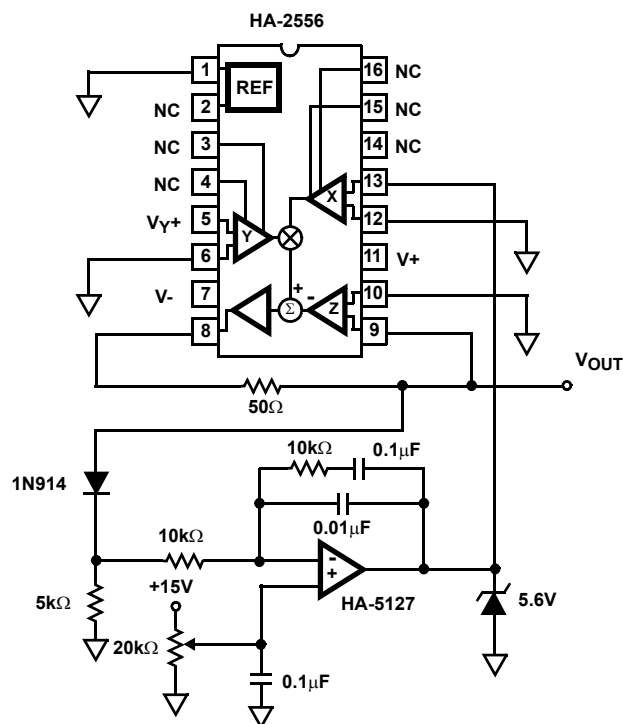 HA-2556
1
REF
16
NC
NC
2
15
NC
NC
3
14
NC
NC
4
13
X
VY+
5
Y
12
6
11
V+
V-
7
+
-
10
Σ
Z
8
9
VOUT
50Ω
10kΩ
0.1μF
1N914
0.01μF
10kΩ
-
+
+15V
HA-5127
5kΩ
5.6V
20kΩ
0.1μF